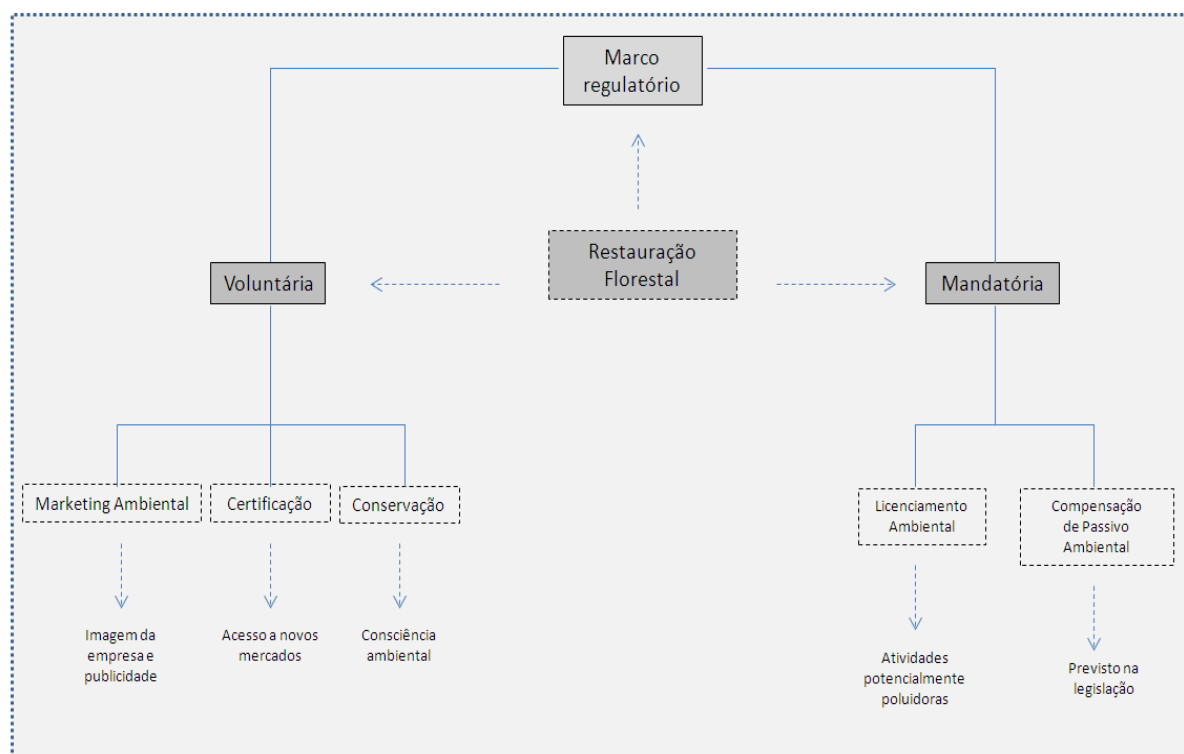 Marco
regulatório
Restauração
Florestal
Voluntária
Mandatória
Marketing Ambiental
Certificação
Conservação
Licenciamento
Ambiental
Compensação
de Passivo
Ambiental
Imagem da
empresa e
publicidade
Acesso a novos
mercados
Consciência
ambiental
Atividades
potencialmente
poluidoras
Previsto na
legislação